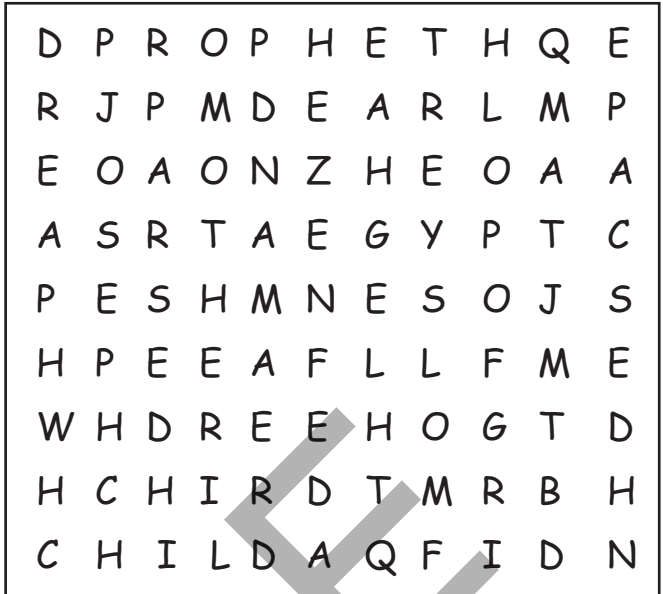 D P R O P H E T H Q E
R J P M D E A R L M P
E O A O N Z H E O A A
A S R T A E G Y P T C
P E S H M N E S O J S
H P E E A F L L F M E
W H D R E E H O G T D
H C H I R D T M R B H
C H I L D A Q F I D N